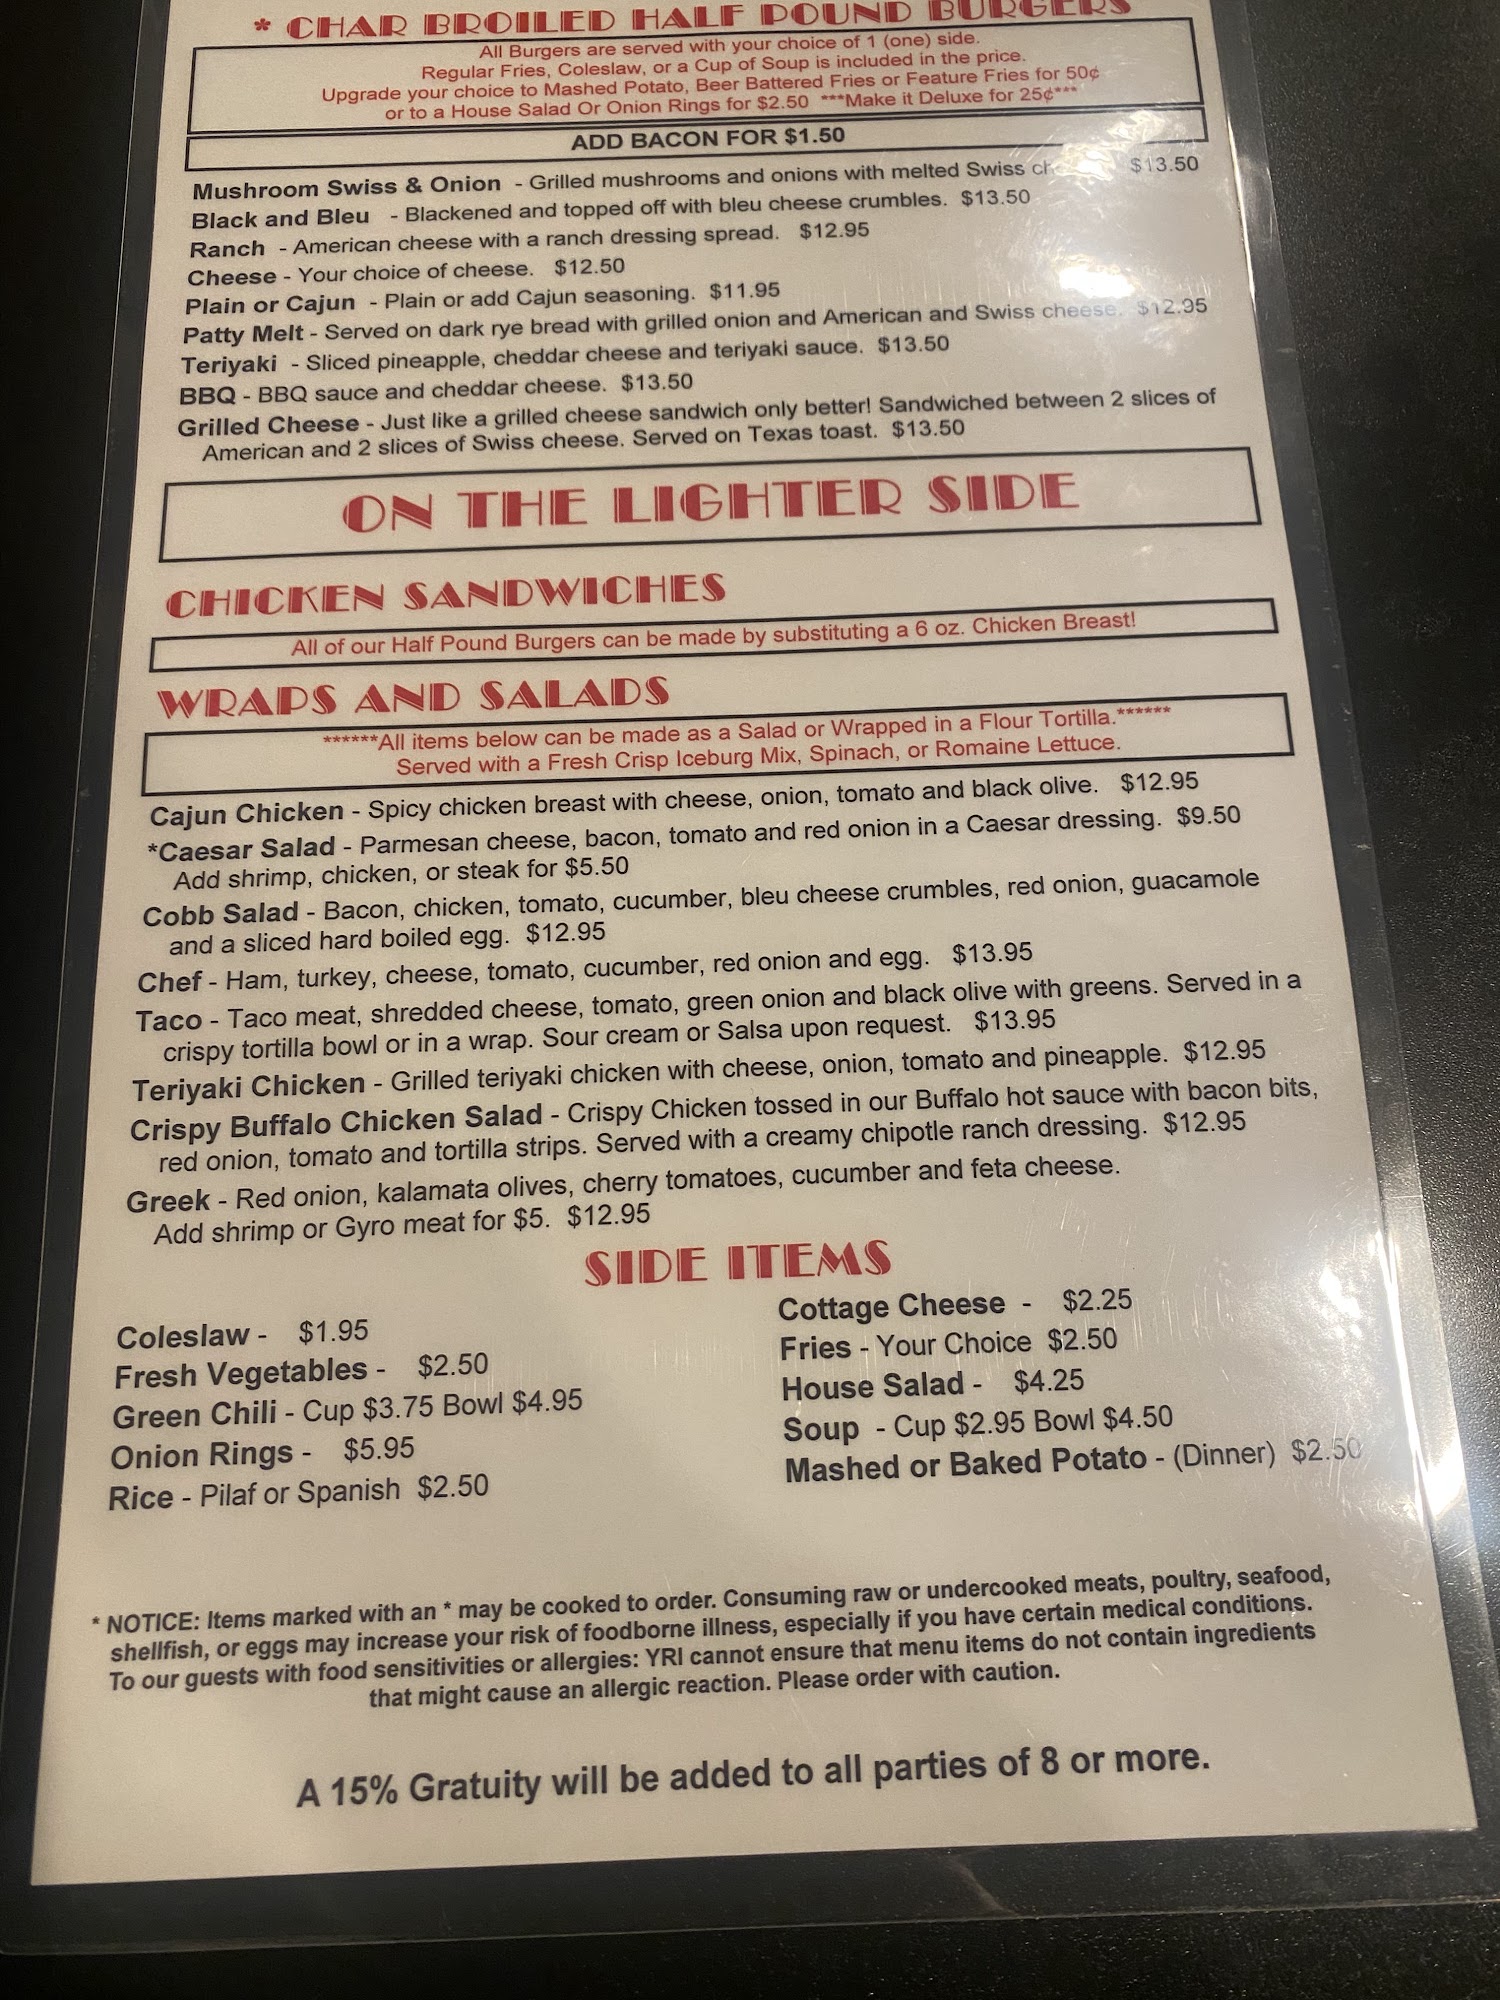 * CHAR BROILED HALF POUND BURGERS
All Burgers are served with your choice of 1 (one) side.
Regular Fries, Coleslaw, or a Cup of Soup is included in the price.
Upgrade your choice to Mashed Potato, Beer Battered Fries or Feature Fries for 50¢
or to a House Salad Or Onion Rings for $2.50 ***Make it Deluxe for 25¢***
ADD BACON FOR $1.50
Mushroom Swiss & Onion - Grilled mushrooms and onions with melted Swiss $13.50
Black and Bleu - Blackened and topped off with bleu cheese crumbles. $13.50
Ranch - American cheese with a ranch dressing spread. $12.95
Cheese - Your choice of cheese. $12.50
Plain or Cajun - Plain or add Cajun seasoning. $11.95
Patty Melt - Served on dark rye bread with grilled onion and American and Swiss cheese. $12.95
Teriyaki - Sliced pineapple, cheddar cheese and teriyaki sauce. $13.50
BBQ - BBQ sauce and cheddar cheese. $13.50
Grilled Cheese - Just like a grilled cheese sandwich only better! Sandwiched between 2 slices of
American and 2 slices of Swiss cheese. Served on Texas toast. $13.50
ON THE LIGHTER SIDE
CHICKEN SANDWICHES
All of our Half Pound Burgers can be made by substituting a 6 oz. Chicken Breast!
WRAPS AND SALADS
******All items below can be made as a Salad or Wrapped in a Flour Tortilla.******
Served with a Fresh Crisp Iceburg Mix, Spinach, or Romaine Lettuce.
Cajun Chicken - Spicy chicken breast with cheese, onion, tomato and black olive. $12.95
*Caesar Salad - Parmesan cheese, bacon, tomato and red onion in a Caesar dressing. $9.50
Add shrimp, chicken, or steak for $5.50
Cobb Salad - Bacon, chicken, tomato, cucumber, bleu cheese crumbles, red onion, guacamole
and a sliced hard boiled egg. $12.95
Chef - Ham, turkey, cheese, tomato, cucumber, red onion and egg. $13.95
Taco - Taco meat, shredded cheese, tomato, green onion and black olive with greens. Served in a
crispy tortilla bowl or in a wrap. Sour cream or Salsa upon request. $13.95
Teriyaki Chicken - Grilled teriyaki chicken with cheese, onion, tomato and pineapple. $12.95
Crispy Buffalo Chicken Salad - Crispy Chicken tossed in our Buffalo hot sauce with bacon bits,
red onion, tomato and tortilla strips. Served with a creamy chipotle ranch dressing. $12.95
Greek - Red onion, kalamata olives, cherry tomatoes, cucumber and feta cheese.
Add shrimp or Gyro meat for $5. $12.95
SIDE ITEMS
Coleslaw - $1.95
Fresh Vegetables - $2.50
Green Chili - Cup $3.75 Bowl $4.95
Onion Rings - $5.95
Rice - Pilaf or Spanish $2.50
Cottage Cheese - $2.25
Fries - Your Choice $2.50
House Salad - $4.25
Soup - Cup $2.95 Bowl $4.50
Mashed or Baked Potato - (Dinner) $2.50
* NOTICE: Items marked with an * may be cooked to order. Consuming raw or undercooked meats, poultry, seafood,
shellfish, or eggs may increase your risk of foodborne illness, especially if you have certain medical conditions.
To our guests with food sensitivities or allergies: YRI cannot ensure that menu items do not contain ingredients
that might cause an allergic reaction. Please order with caution.
A 15% Gratuity will be added to all parties of 8 or more.